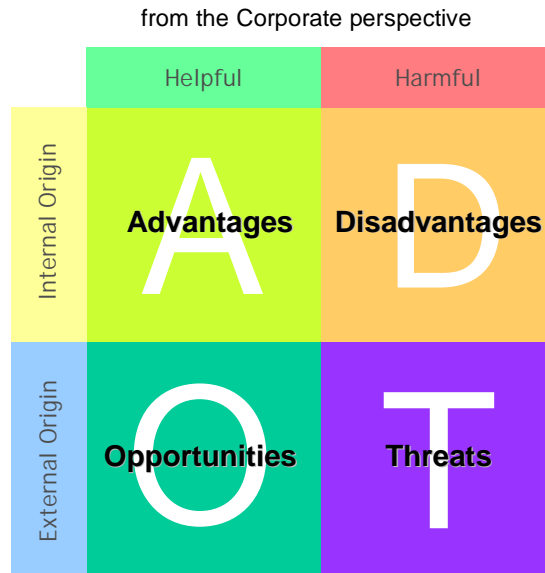 from the Corporate perspective
Helpful
Harmful
Internal Origin
A
Advantages
D
Disadvantages
External Origin
O
Opportunities
T
Threats